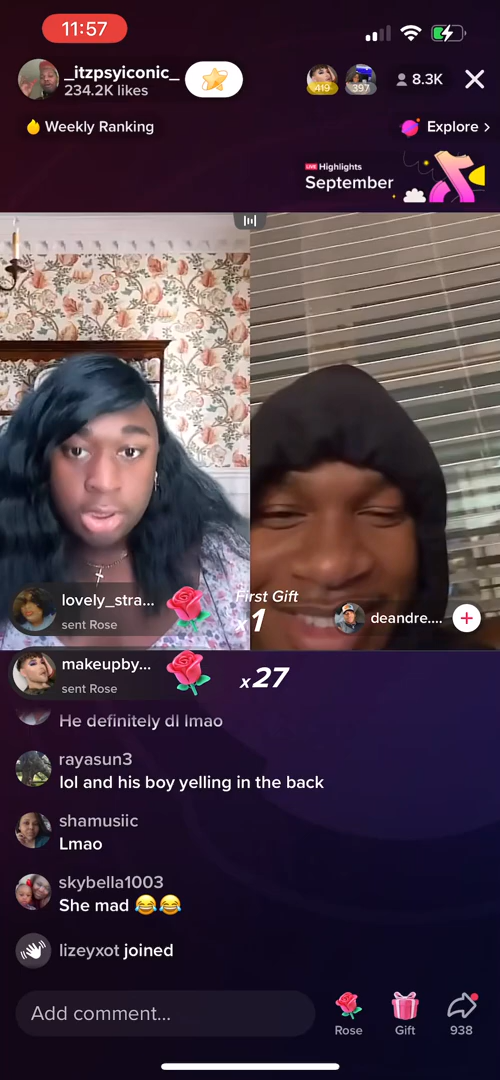 11:57
_itzpsyiconic_
234.2K likes
419
397
8.3K
Weekly Ranking
Explore >
LIVE Highlights
September
lovely_stra...
sent Rose
First Gift
x1
deandre....
makeupby...
sent Rose
x27
He definitely dl lmao
rayasun3
lol and his boy yelling in the back
shamusiic
Lmao
skybella1003
She mad 😂😂
lizeyxot joined
Add comment...
Rose
Gift
938